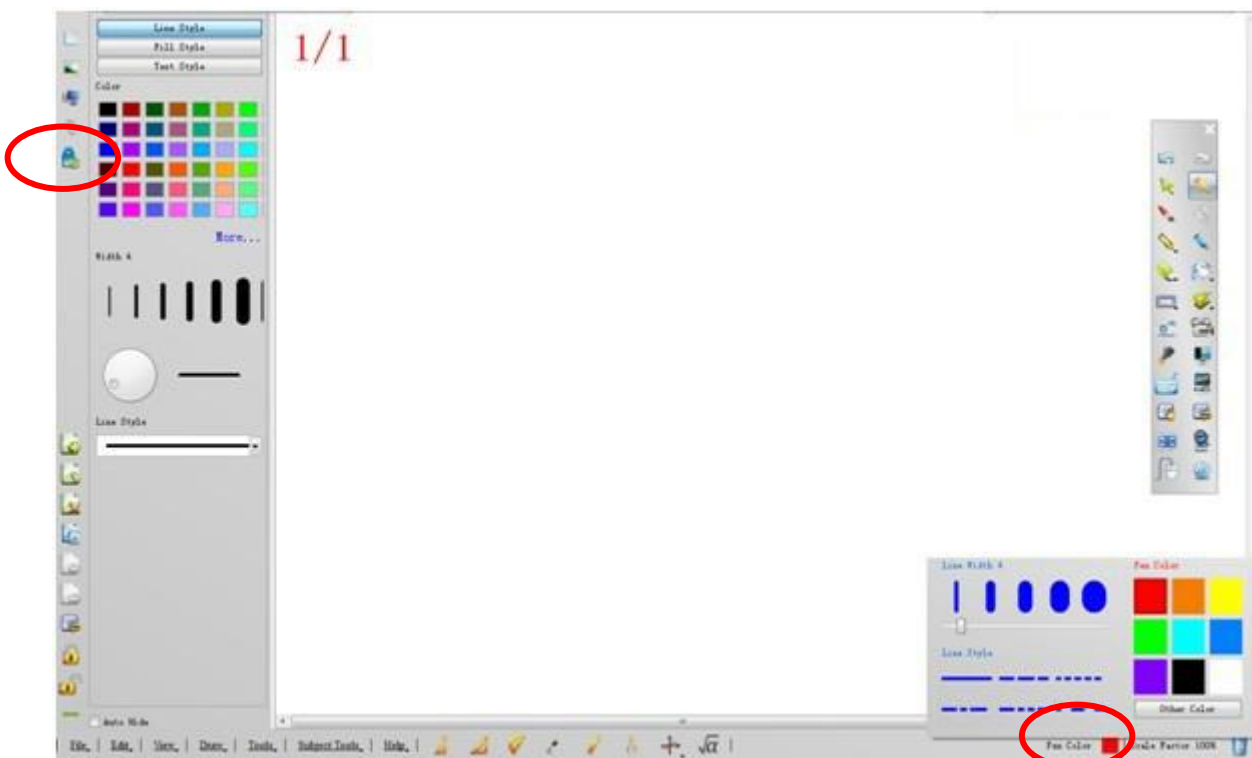 Line Style
Fill Style
Text Style
1/1
Color
More...
Width 4
Line Style
Line Width 4
Pen Color
Line Style
Other Color
Auto Hide
File, | Edit, | View, | Draw, | Tools, | Subject Tools, | Help, | √α |
Pen Color Scale Factor 100%